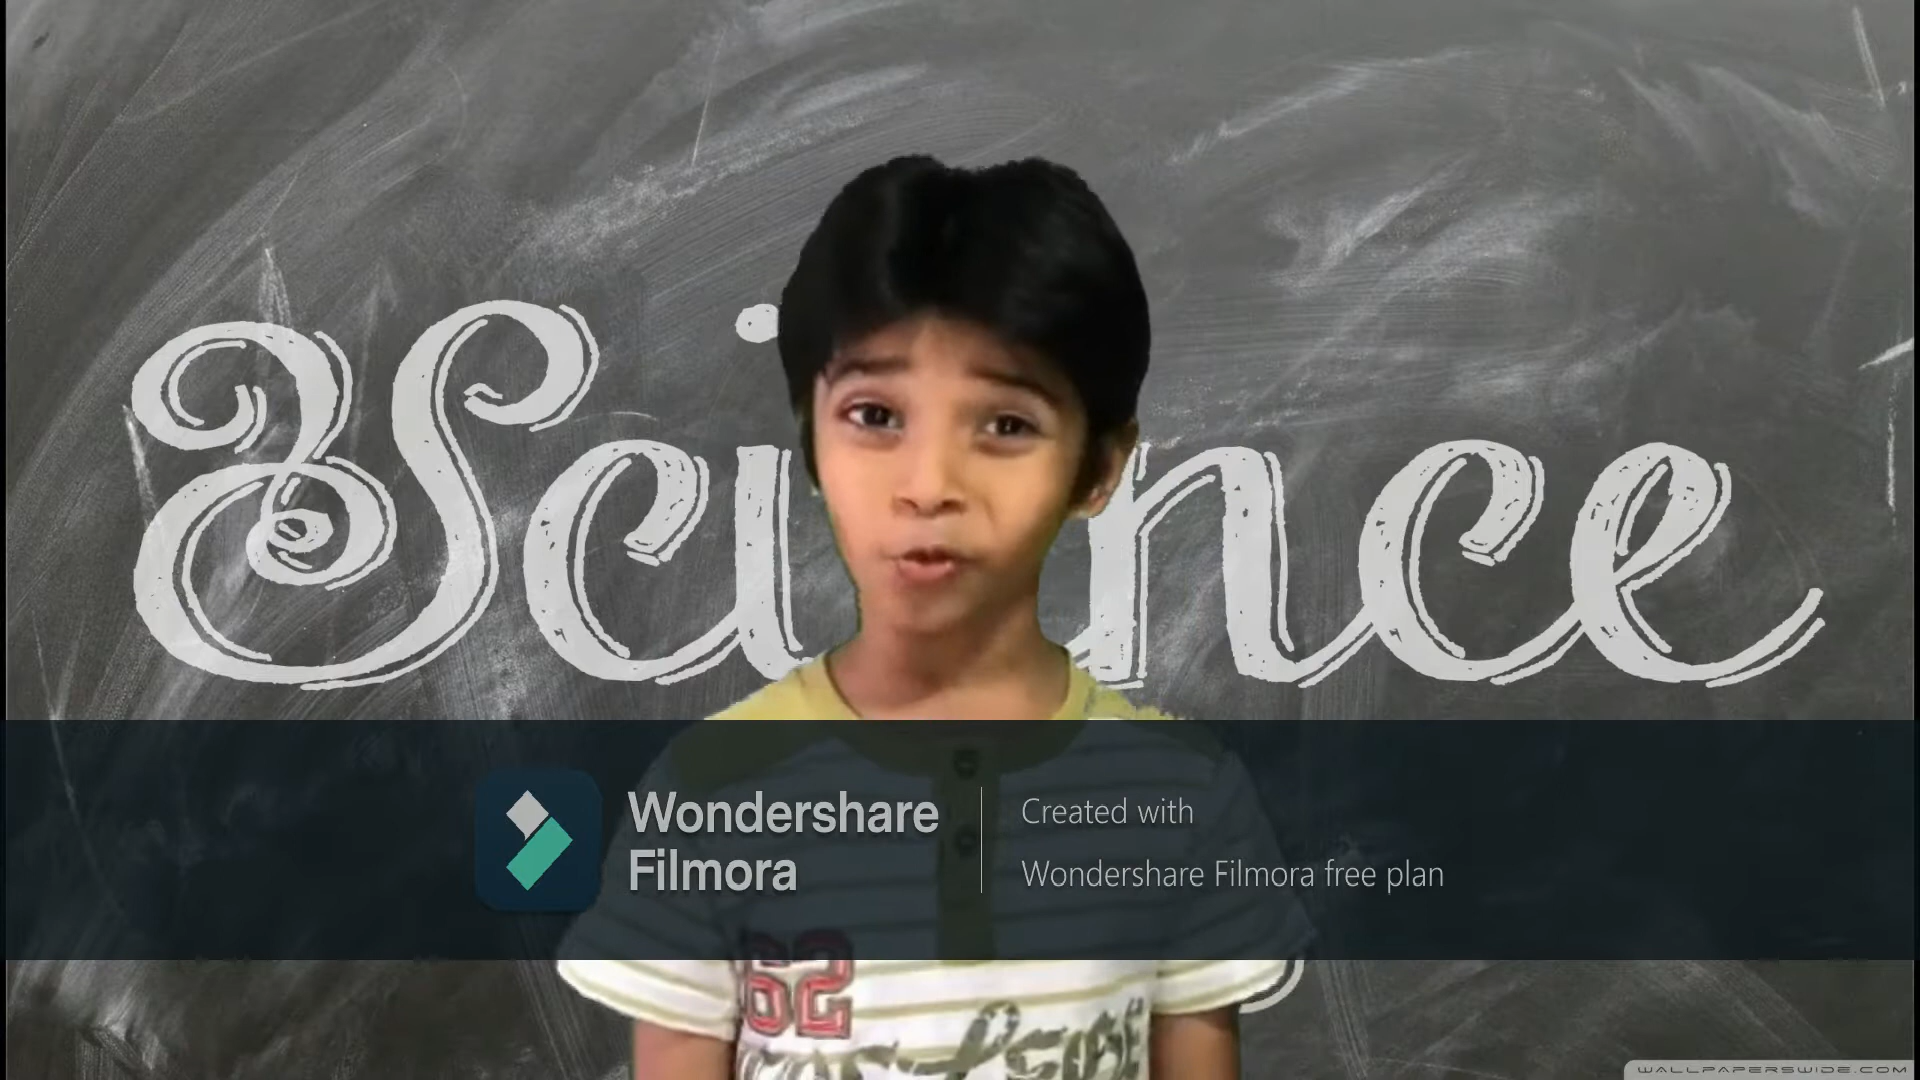 Science
Wondershare
Filmora
Created with
Wondershare Filmora free plan
62
WALLPAPERSWIDE.COM